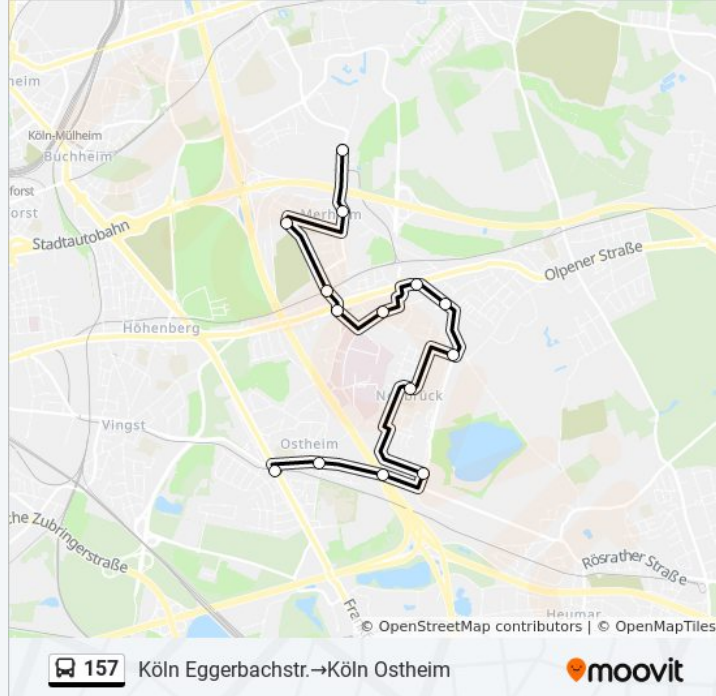 heim
Köln-Mülheim
Buchheim
forst
orst
Merheim
Stadtautobahn
Olpener Straße
Höhenberg
Neubrück
Vingst
Ostheim
che Zubringerstraße
Rösrather Straße
Heumar
Fra
© OpenStreetMap contributors | © OpenMapTiles
157 Köln Eggerbachstr.→Köln Ostheim
moovit